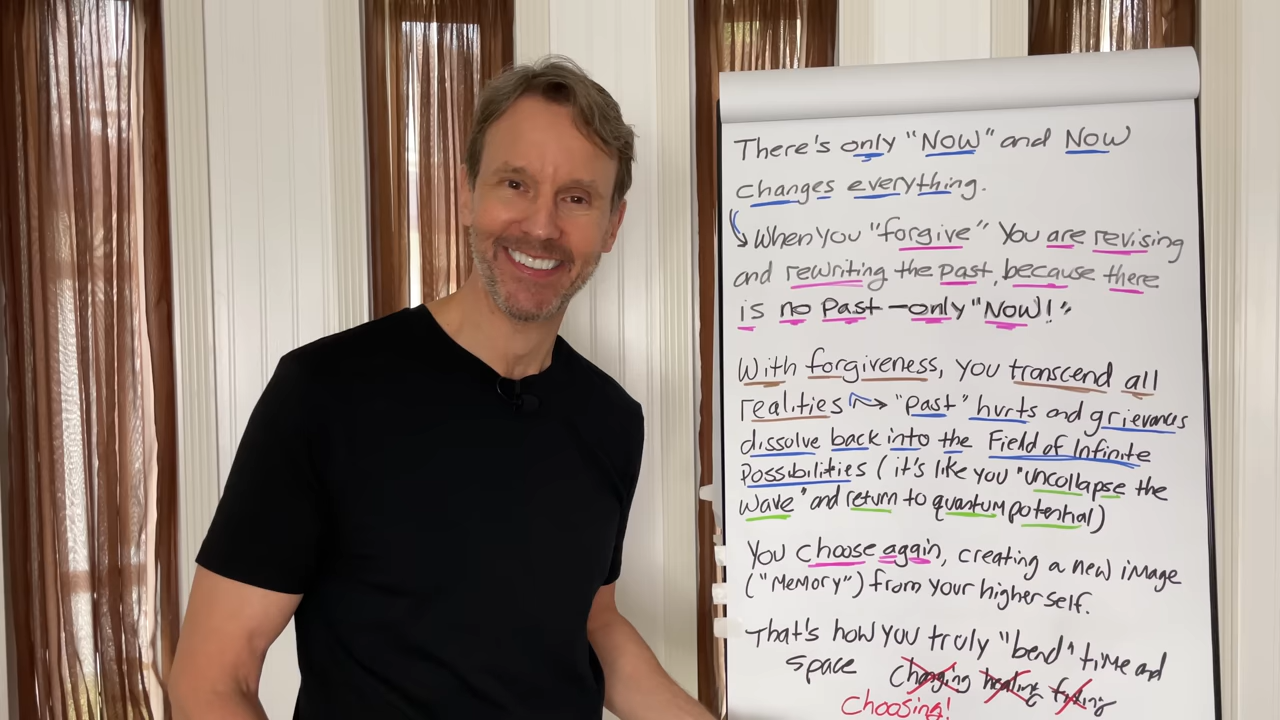 There's only "Now" and Now
changes everything.
When you "forgive" You are revising
and rewriting the past, because there
is no past — only "Now!"
With forgiveness, you transcend all
realities → "past" hurts and grievances
dissolve back into the Field of Infinite
Possibilities (it's like you "uncollapse the
wave" and return to quantum potential)
You choose again, creating a new image
("Memory") from your higher self.
That's how you truly "bend" time and
space Changing healing fixing
Choosing!